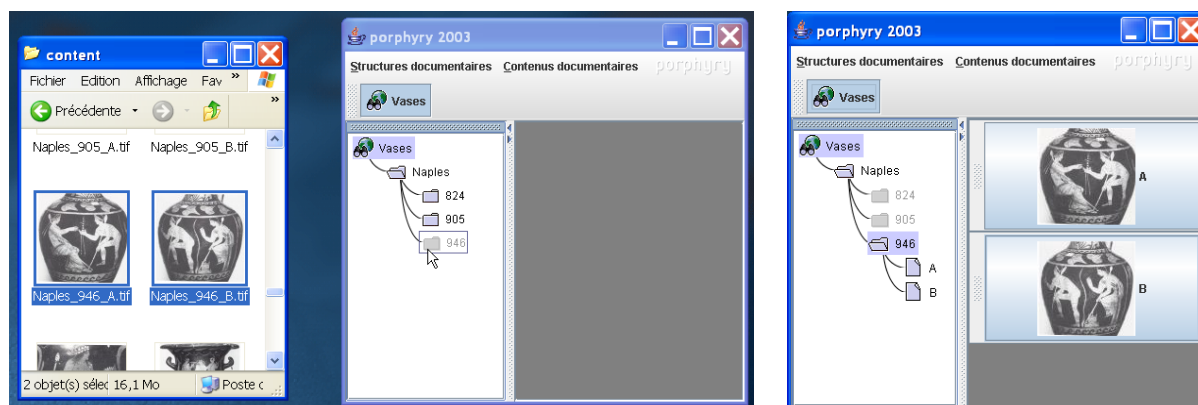 content
Fichier Edition Affichage Fav »
Précédente »
Naples_905_A.tif Naples_905_B.tif
Naples_946_A.tif Naples_946_B.tif
2 objet(s) sélec 16,1 Mo Poste c
porphyry 2003
Structures documentaires Contenus documentaires porphyry
Vases
Vases
Naples
824
905
946
porphyry 2003
Structures documentaires Contenus documentaires porphyry
Vases
Vases
Naples
824
905
946
A
B
A
B